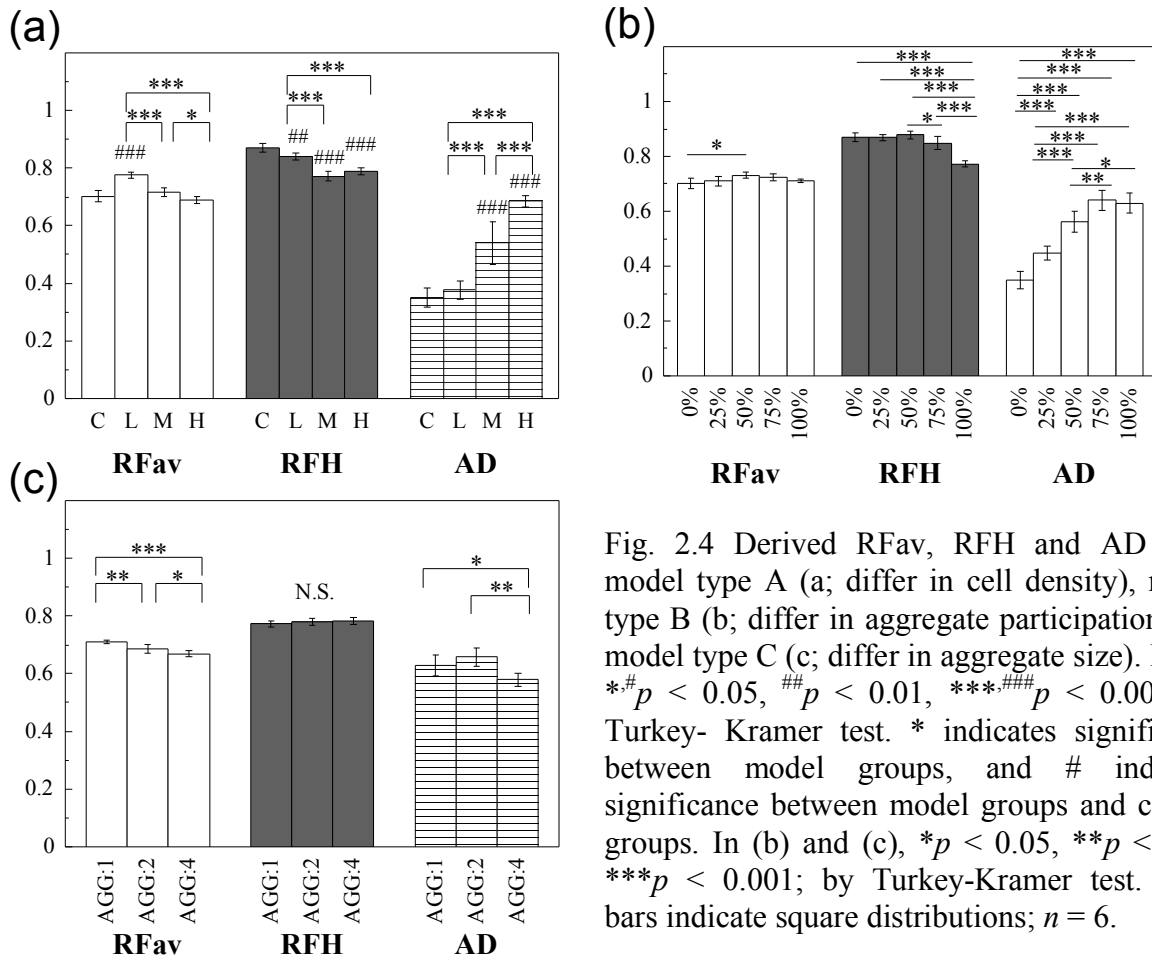 (a)
***
***
*
###
***
***
##
###
###
***
***
***
###
###
1
0.8
0.6
0.4
0.2
0
C L M H C L M H C L M H
RFav RFH AD
(b)
*
***
***
***
*
***
***
***
***
***
***
***
***
*
**
1
0.8
0.6
0.4
0.2
0
0% 25% 50% 75% 100% 0% 25% 50% 75% 100% 0% 25% 50% 75% 100%
RFav RFH AD
(c)
***
**
*
N.S.
*
**
1
0.8
0.6
0.4
0.2
0
AGG:1 AGG:2 AGG:4 AGG:1 AGG:2 AGG:4 AGG:1 AGG:2 AGG:4
RFav RFH AD
Fig. 2.4 Derived RFav, RFH and AD
model type A (a; differ in cell density),
type B (b; differ in aggregate participation
model type C (c; differ in aggregate size).
*,#p < 0.05, ##p < 0.01, ***,###p < 0.00
Turkey- Kramer test. * indicates signifi
between model groups, and # ind
significance between model groups and c
groups. In (b) and (c), *p < 0.05, **p <
***p < 0.001; by Turkey-Kramer test.
bars indicate square distributions; n = 6.